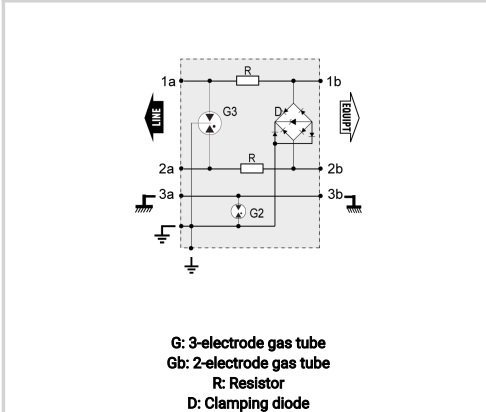 R
1a
1b
LINE
G3
D
EQUIPT
R
2a
2b
3a
3b
G2
G: 3-electrode gas tube
Gb: 2-electrode gas tube
R: Resistor
D: Clamping diode